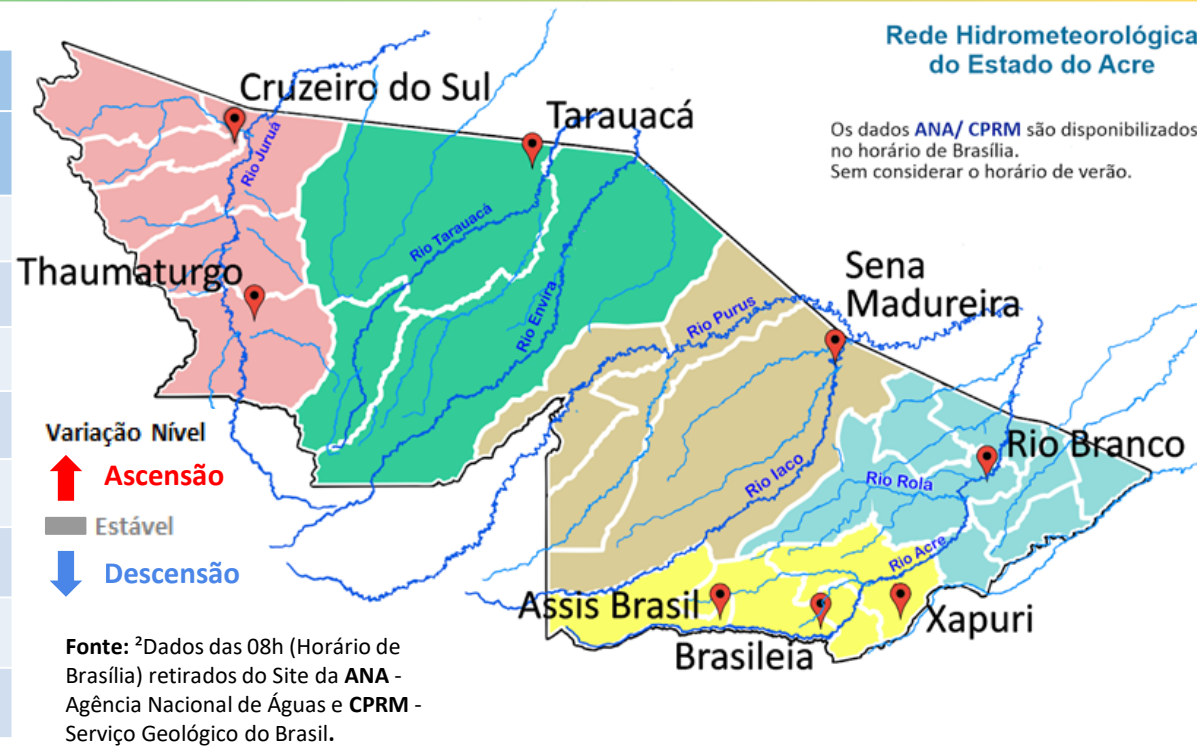 Rede Hidrometeorológica
do Estado do Acre
Os dados ANA/ CPRM são disponibilizados
no horário de Brasília.
Sem considerar o horário de verão.
Cruzeiro do Sul
Tarauacá
Rio Juruá
Rio Tarauacá
Thaumaturgo
Rio Envira
Sena
Madureira
Rio Purus
Rio Branco
Rio Iaco
Rio Rola
Rio Acre
Assis Brasil
Xapuri
Brasileia
Variação Nível
Ascensão
Estável
Descensão
Fonte: ²Dados das 08h (Horário de
Brasília) retirados do Site da ANA -
Agência Nacional de Águas e CPRM -
Serviço Geológico do Brasil.